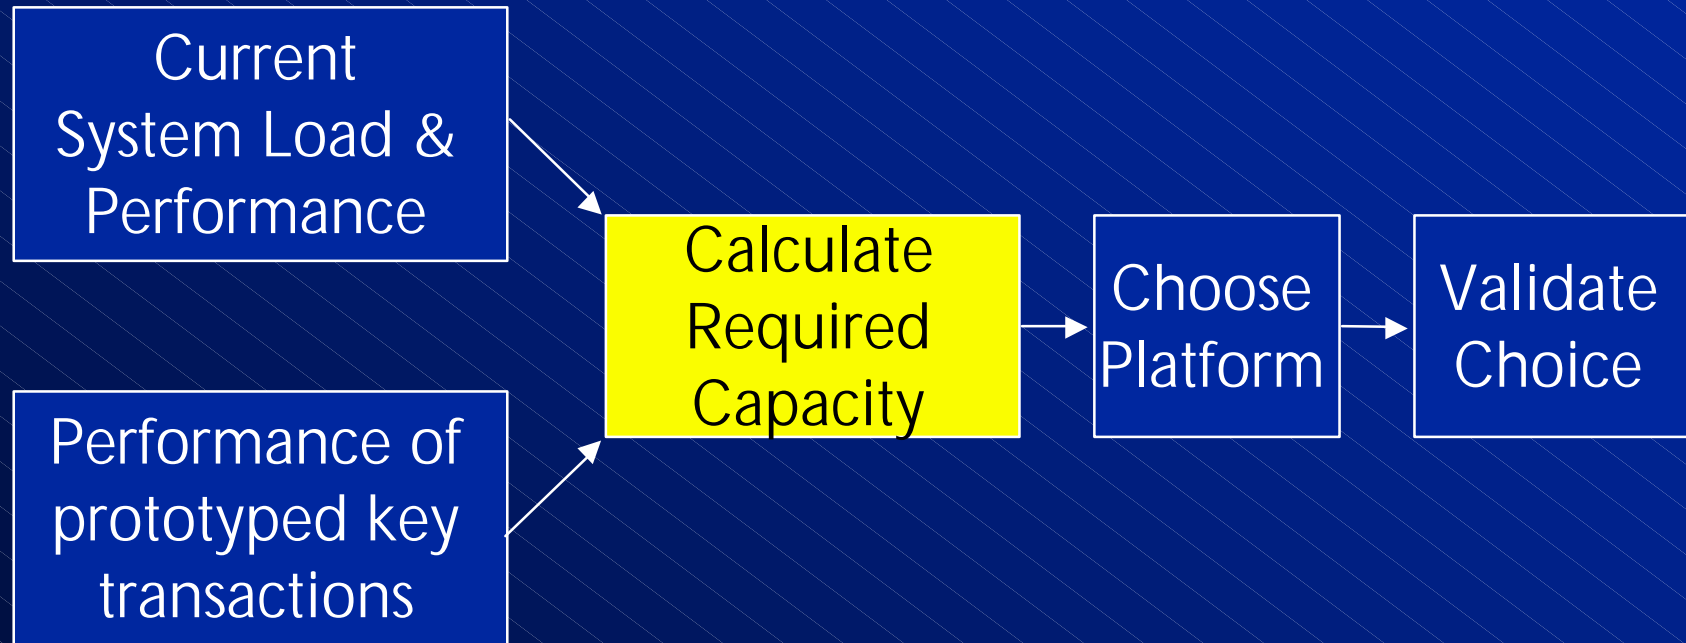 Current
System Load &
Performance
Performance of
prototyped key
transactions
Calculate
Required
Capacity
Choose
Platform
Validate
Choice